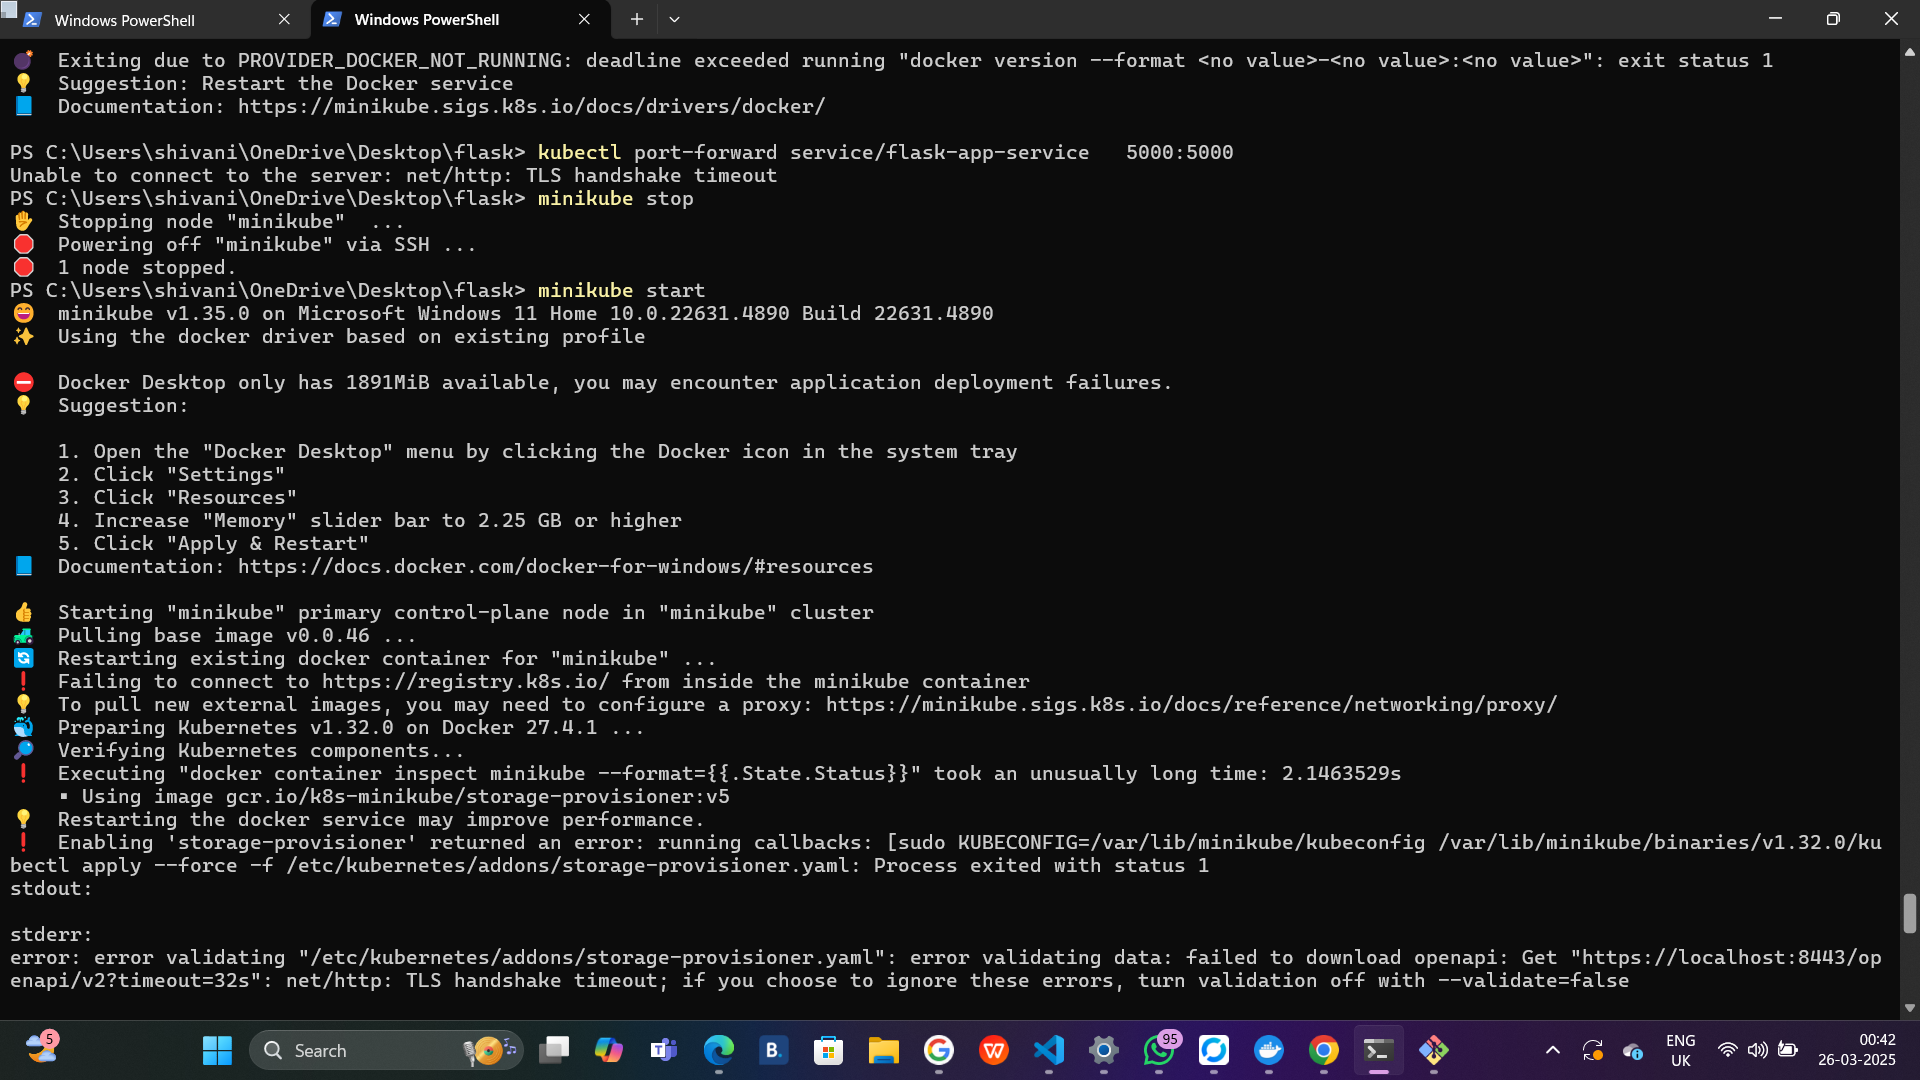 Windows PowerShell
Windows PowerShell
Exiting due to PROVIDER_DOCKER_NOT_RUNNING: deadline exceeded running "docker version --format <no value>-<no value>:<no value>": exit status 1
Suggestion: Restart the Docker service
Documentation: https://minikube.sigs.k8s.io/docs/drivers/docker/
PS C:\Users\shivani\OneDrive\Desktop\flask> kubectl port-forward service/flask-app-service   5000:5000
Unable to connect to the server: net/http: TLS handshake timeout
PS C:\Users\shivani\OneDrive\Desktop\flask> minikube stop
Stopping node "minikube"  ...
Powering off "minikube" via SSH ...
1 node stopped.
PS C:\Users\shivani\OneDrive\Desktop\flask> minikube start
minikube v1.35.0 on Microsoft Windows 11 Home 10.0.22631.4890 Build 22631.4890
Using the docker driver based on existing profile
Docker Desktop only has 1891MiB available, you may encounter application deployment failures.
Suggestion:
1. Open the "Docker Desktop" menu by clicking the Docker icon in the system tray
2. Click "Settings"
3. Click "Resources"
4. Increase "Memory" slider bar to 2.25 GB or higher
5. Click "Apply & Restart"
Documentation: https://docs.docker.com/docker-for-windows/#resources
Starting "minikube" primary control-plane node in "minikube" cluster
Pulling base image v0.0.46 ...
Restarting existing docker container for "minikube" ...
Failing to connect to https://registry.k8s.io/ from inside the minikube container
To pull new external images, you may need to configure a proxy: https://minikube.sigs.k8s.io/docs/reference/networking/proxy/
Preparing Kubernetes v1.32.0 on Docker 27.4.1 ...
Verifying Kubernetes components...
Executing "docker container inspect minikube --format={{.State.Status}}" took an unusually long time: 2.1463529s
▪ Using image gcr.io/k8s-minikube/storage-provisioner:v5
Restarting the docker service may improve performance.
Enabling 'storage-provisioner' returned an error: running callbacks: [sudo KUBECONFIG=/var/lib/minikube/kubeconfig /var/lib/minikube/binaries/v1.32.0/ku
bectl apply --force -f /etc/kubernetes/addons/storage-provisioner.yaml: Process exited with status 1
stdout:
stderr:
error: error validating "/etc/kubernetes/addons/storage-provisioner.yaml": error validating data: failed to download openapi: Get "https://localhost:8443/op
enapi/v2?timeout=32s": net/http: TLS handshake timeout; if you choose to ignore these errors, turn validation off with --validate=false
5
Search
B.
95
ENG
UK
00:42
26-03-2025